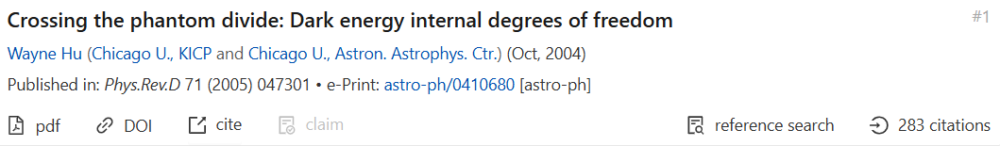 Crossing the phantom divide: Dark energy internal degrees of freedom #1
Wayne Hu (Chicago U., KICP and Chicago U., Astron. Astrophys. Ctr.) (Oct, 2004)
Published in: Phys.Rev.D 71 (2005) 047301 • e-Print: astro-ph/0410680 [astro-ph]
pdf DOI cite claim reference search 283 citations